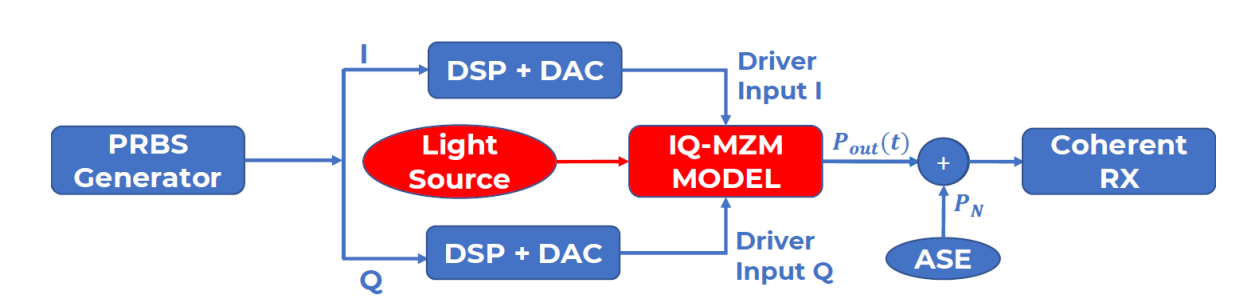 I
DSP + DAC
Driver
Input I
PRBS
Generator
Light
Source
IQ-MZM
MODEL
P_out(t)
+
Coherent
RX
P_N
DSP + DAC
Driver
Input Q
ASE
Q